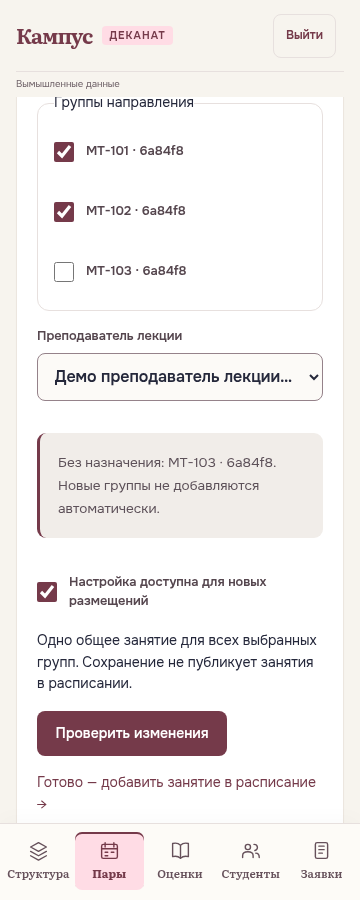 Кампус ДЕКАНАТ Выйти
Вымышленные данные
Группы направления
МТ-101 · 6a84f8
МТ-102 · 6a84f8
МТ-103 · 6a84f8
Преподаватель лекции
Демо преподаватель лекции...
Без назначения: МТ-103 · 6a84f8.
Новые группы не добавляются
автоматически.
Настройка доступна для новых
размещений
Одно общее занятие для всех выбранных
групп. Сохранение не публикует занятия
в расписании.
Проверить изменения
Готово — добавить занятие в расписание
→
Структура Пары Оценки Студенты Заявки